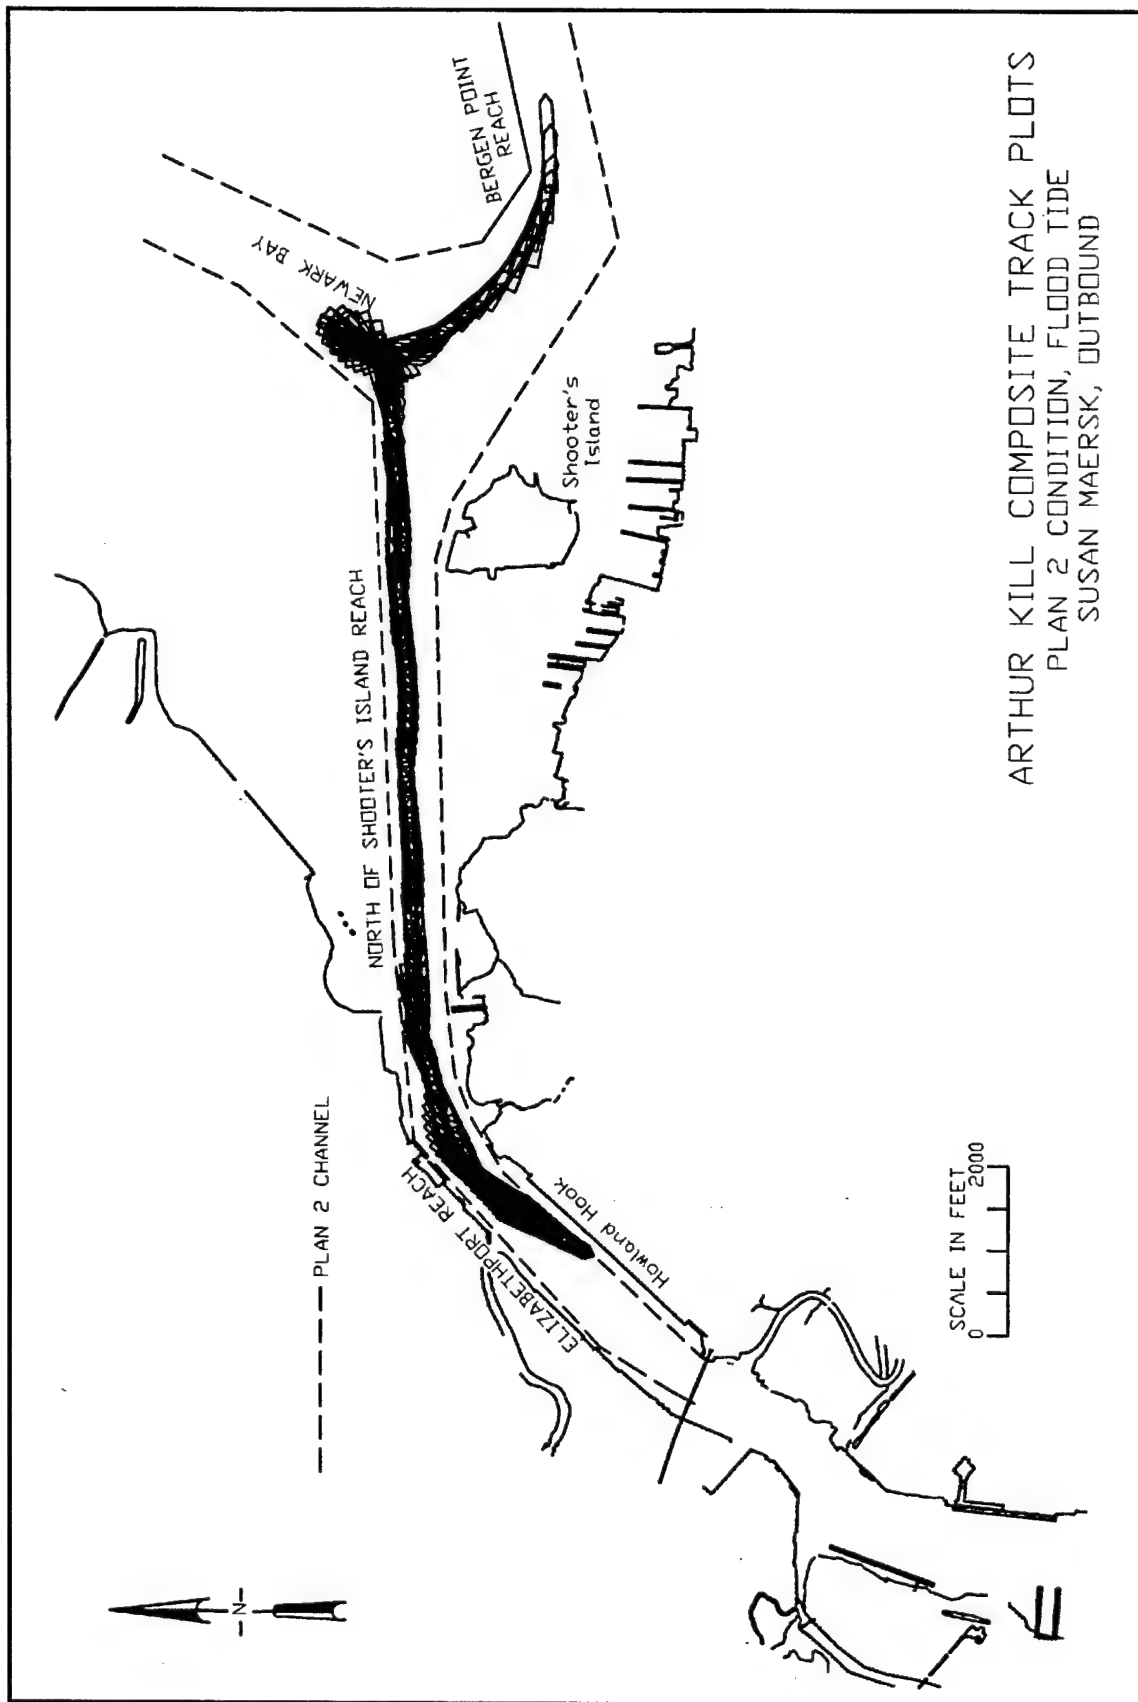 BERGEN POINT
REACH
NEWARK BAY
Shooter's
Island
NORTH OF SHOOTER'S ISLAND REACH
PLAN 2 CHANNEL
ELIZABETHPORT REACH
Howland Hook
SCALE IN FEET
0 2000
N
ARTHUR KILL COMPOSITE TRACK PLOTS
PLAN 2 CONDITION, FLOOD TIDE
SUSAN MAERSK, OUTBOUND